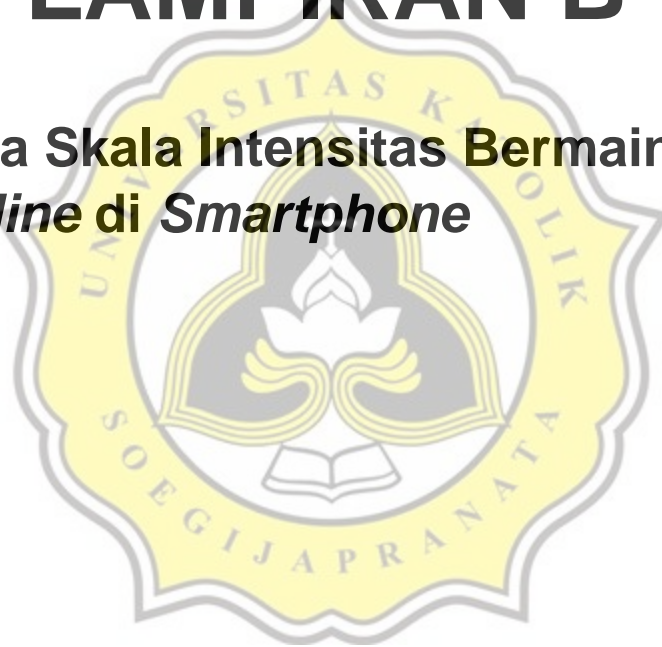 LAMPIRAN B
a Skala Intensitas Bermain
line di Smartphone
UNIVERSITAS KATOLIK
SOEGIJAPRANATA